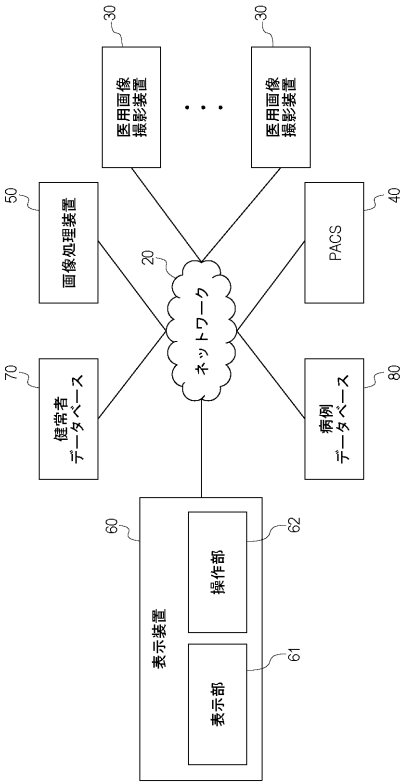 30
医用画像
撮影装置
・・・
30
医用画像
撮影装置
50
画像処理装置
40
PACS
20
ネットワーク
70
健常者
データベース
80
病例
データベース
60
表示装置
62
操作部
61
表示部